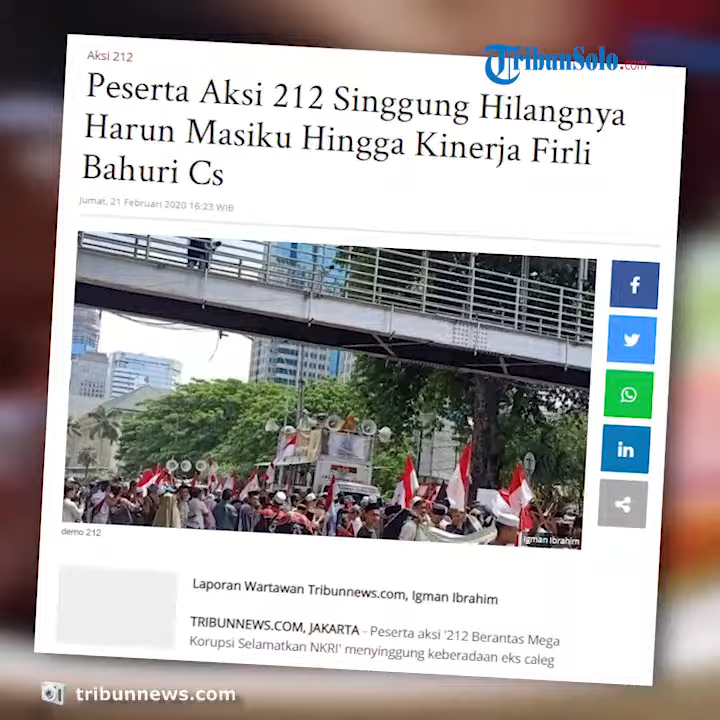 TribunSolo.com
Aksi 212
Peserta Aksi 212 Singgung Hilangnya
Harun Masiku Hingga Kinerja Firli
Bahuri Cs
Jumat, 21 Februari 2020 16:23 WIB
Igman Ibrahim
demo 212
Laporan Wartawan Tribunnews.com, Igman Ibrahim
TRIBUNNEWS.COM, JAKARTA - Peserta aksi '212 Berantas Mega
Korupsi Selamatkan NKRI' menyinggung keberadaan eks caleg
tribunnews.com